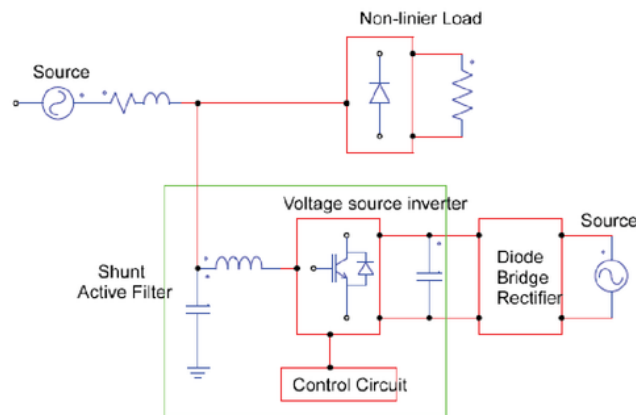 Non-linier Load
Source
Voltage source inverter
Source
Shunt
Active Filter
Diode
Bridge
Rectifier
Control Circuit